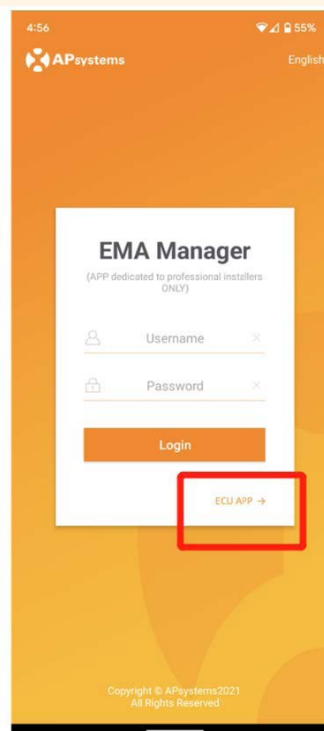 4:56
55%
APsystems
English
EMA Manager
(APP dedicated to professional instellers
ONLY)
Username
Password
Login
ECU APP →
Copyright © APsystems2021
All Rights Reserved